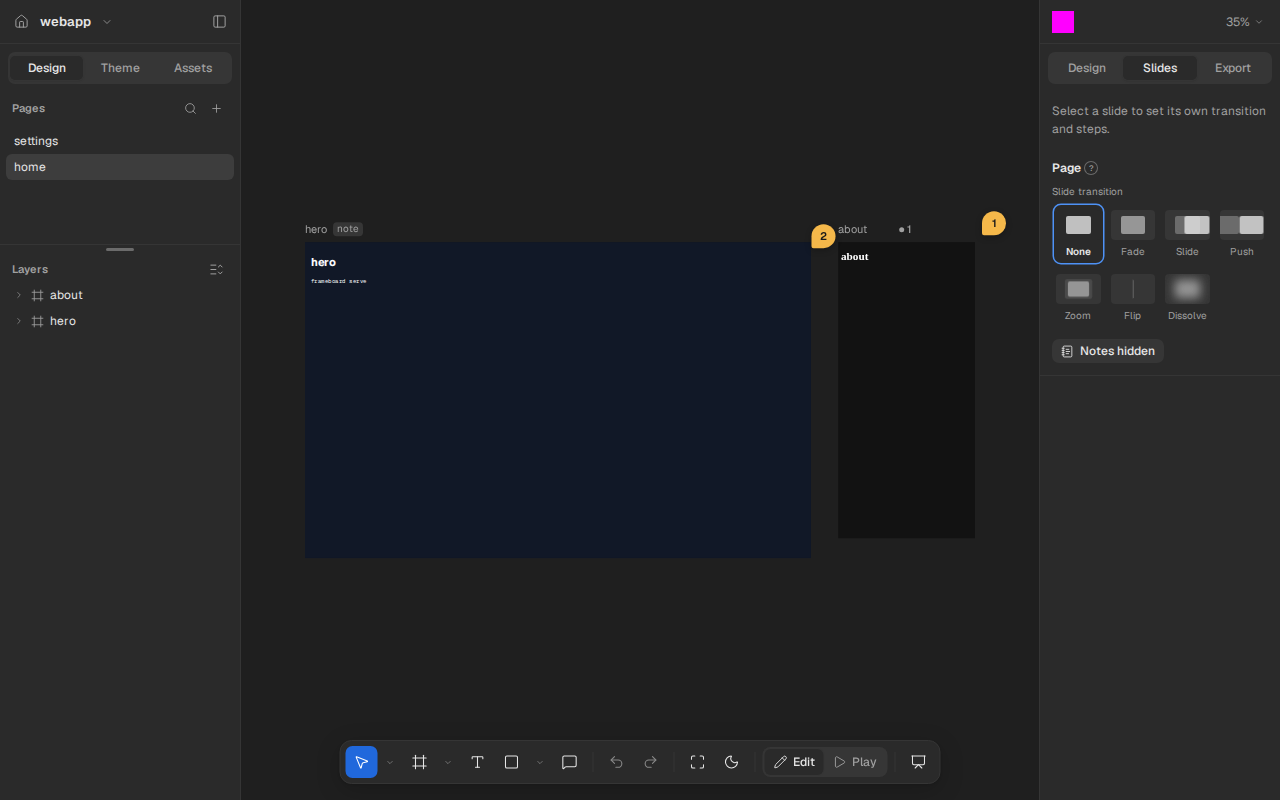 webapp
Design Theme Assets
Pages
settings
home
Layers
about
hero
hero note
2
about 1
1
hero
frameboard serve
about
Edit Play
35%
Design Slides Export
Select a slide to set its own transition
and steps.
Page ?
Slide transition
None Fade Slide Push
Zoom Flip Dissolve
Notes hidden